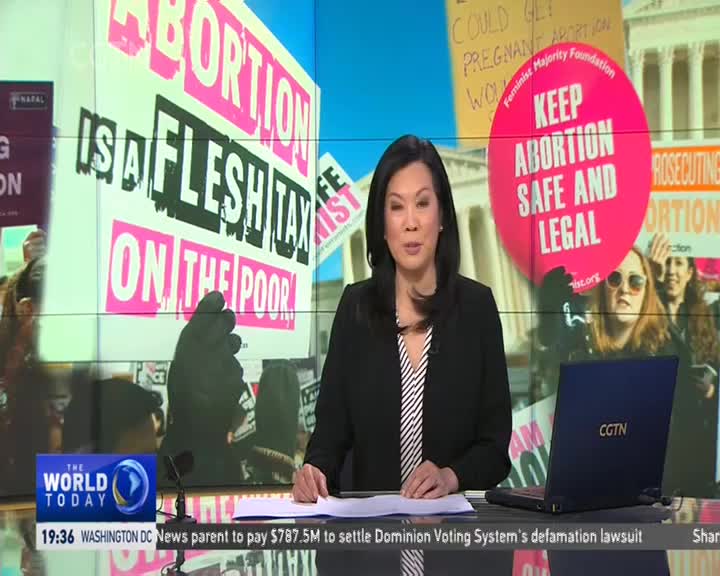 ABORTION
IS A FLESH TAX
ON THE POOR
COULD GET
PREGNANT ABORTION
Feminist Majority Foundation
KEEP
ABORTION
SAFE AND
LEGAL
NARAL
PROSECUTING
CGTN
THE
WORLD
TODAY
19:36 WASHINGTON DC
News parent to pay $787.5M to settle Dominion Voting System's defamation lawsuit
Shar